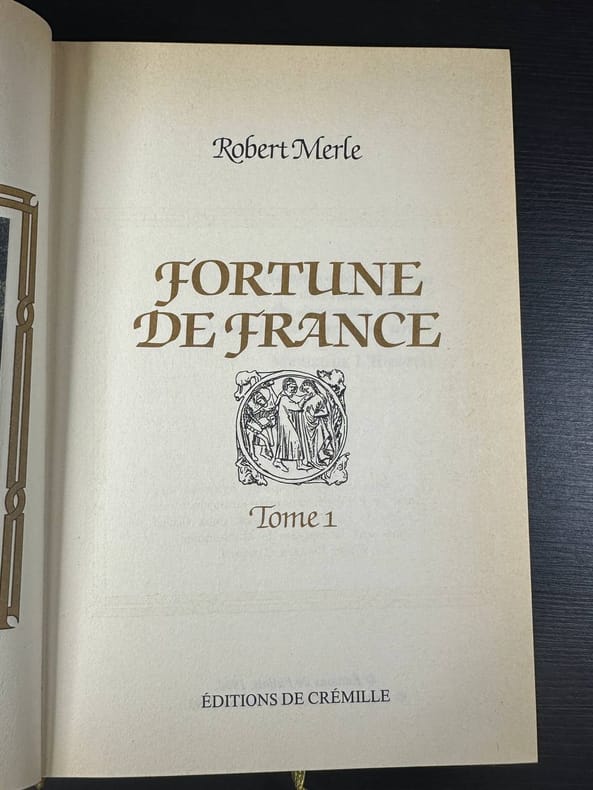 Robert Merle
FORTUNE
DE FRANCE
Tome 1
ÉDITIONS DE CRÉMILLE